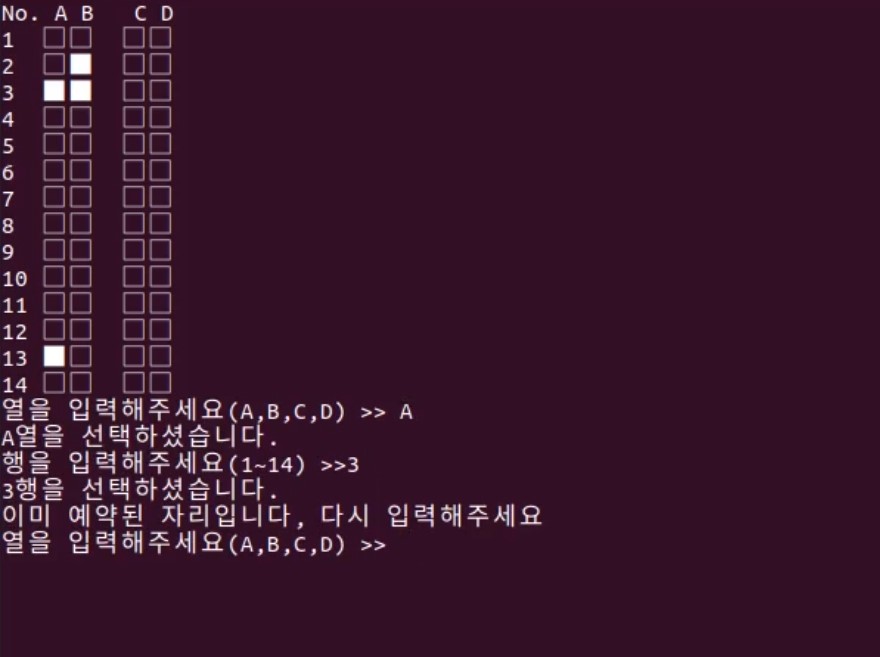 No. A B C D
1 □□ □□
2 □■ □□
3 ■■ □□
4 □□ □□
5 □□ □□
6 □□ □□
7 □□ □□
8 □□ □□
9 □□ □□
10 □□ □□
11 □□ □□
12 □□ □□
13 ■□ □□
14 □□ □□
열을 입력해주세요(A,B,C,D) >> A
A열을 선택하셨습니다.
행을 입력해주세요(1~14) >>3
3행을 선택하셨습니다.
이미 예약된 자리입니다, 다시 입력해주세요
열을 입력해주세요(A,B,C,D) >>